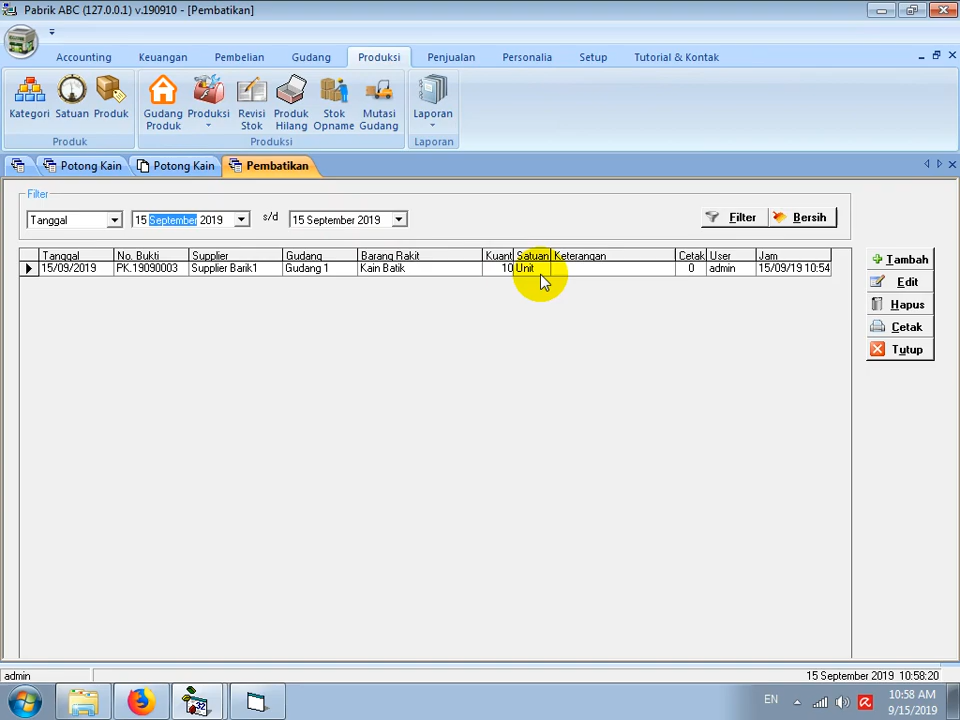 Pabrik ABC (127.0.0.1) v.190910 - [Pembatikan]
Accounting Keuangan Pembelian Gudang Produksi Penjualan Personalia Setup Tutorial & Kontak
Kategori Satuan Produk Gudang Produk Produksi Revisi Stok Produk Hilang Stok Opname Mutasi Gudang Laporan
Produk Produksi Laporan
Potong Kain Potong Kain Pembatikan
Filter
Tanggal 15 September 2019 s/d 15 September 2019 Filter Bersih
Tanggal No. Bukti Supplier Gudang Barang Rakit Kuant Satuan Keterangan Cetak User Jam
15/09/2019 PK.19090003 Supplier Barik1 Gudang 1 Kain Batik 10 Unit 0 admin 15/09/19 10:54
Tambah
Edit
Hapus
Cetak
Tutup
admin 15 September 2019 10:58:20
32
EN 10:58 AM
9/15/2019